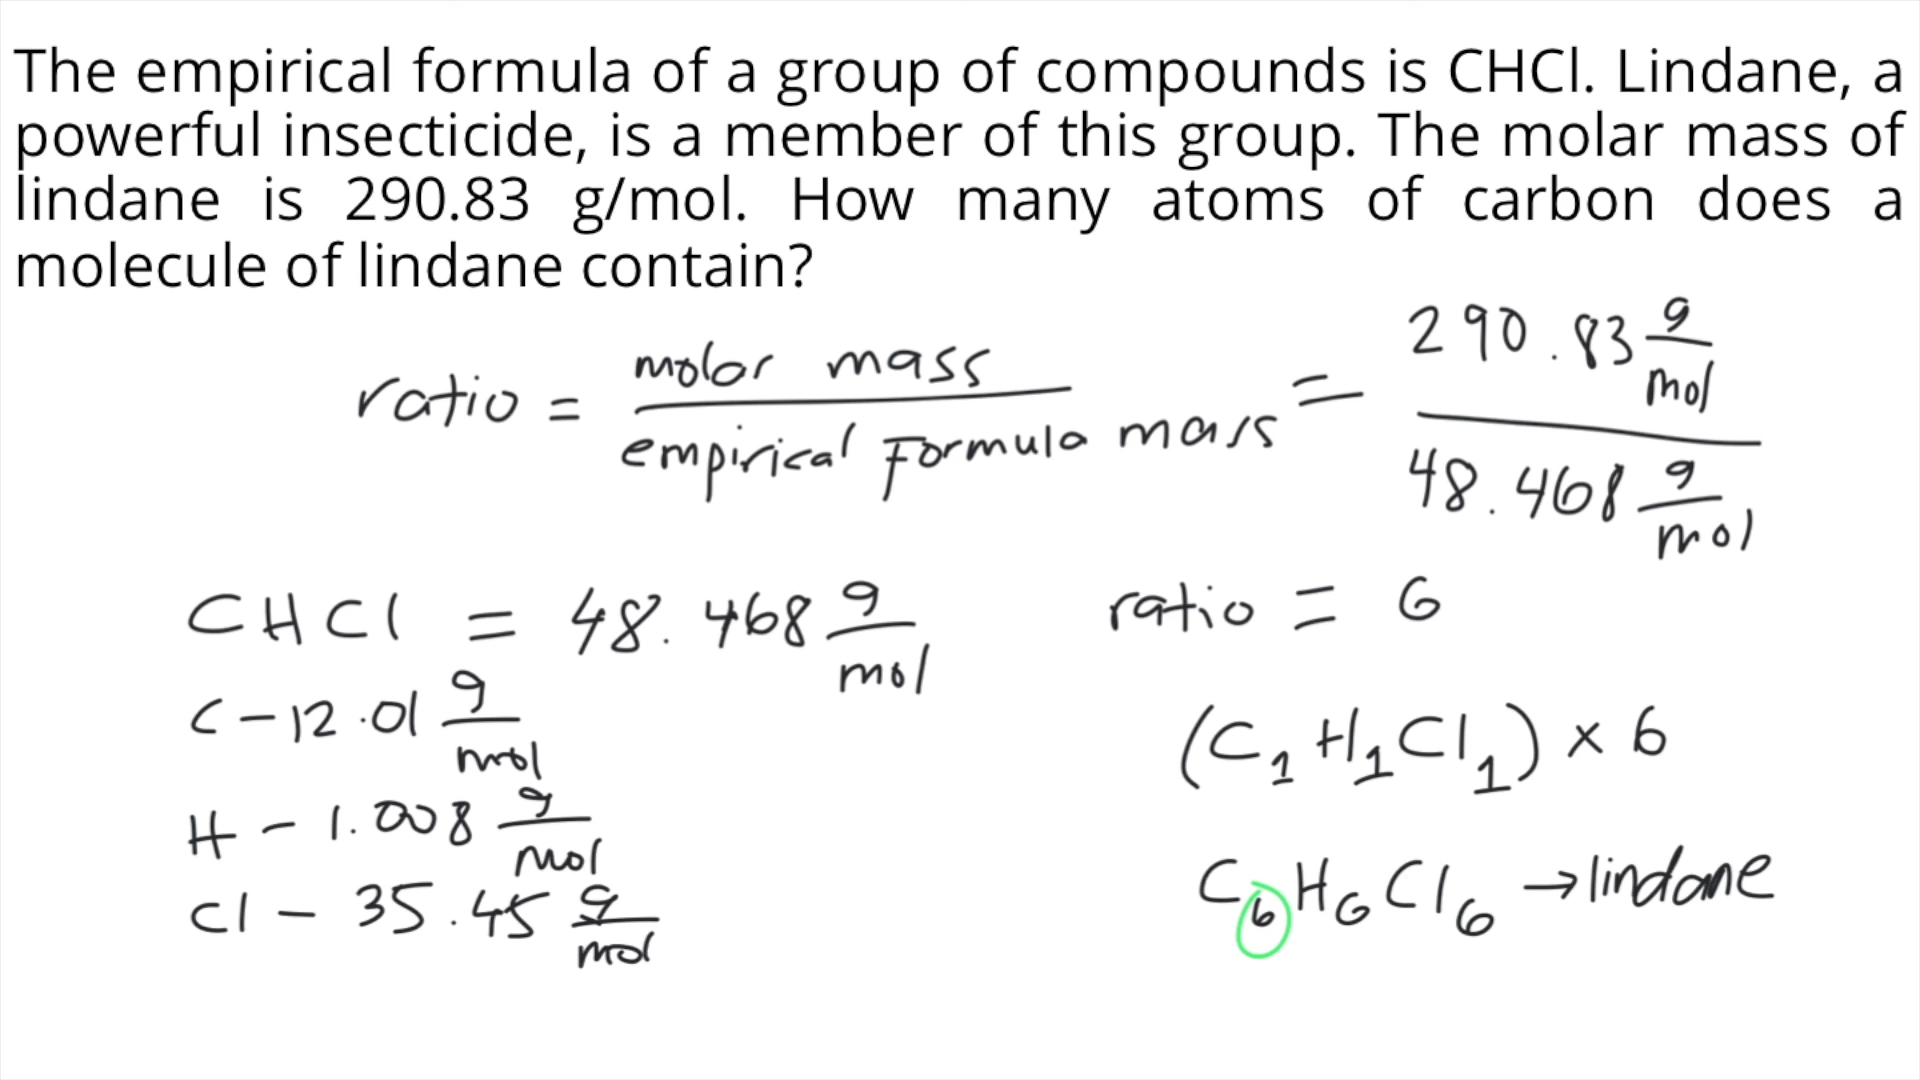 The empirical formula of a group of compounds is CHCl. Lindane, a
powerful insecticide, is a member of this group. The molar mass of
lindane is 290.83 g/mol. How many atoms of carbon does a
molecule of lindane contain?
ratio = molar mass / empirical Formula mass = 290.83 g/mol / 48.468 g/mol
CHCl = 48.468 g/mol
C - 12.01 g/mol
H - 1.008 g/mol
Cl - 35.45 g/mol
ratio = 6
(C₁H₁Cl₁) × 6
C₆H₆Cl₆ → lindane